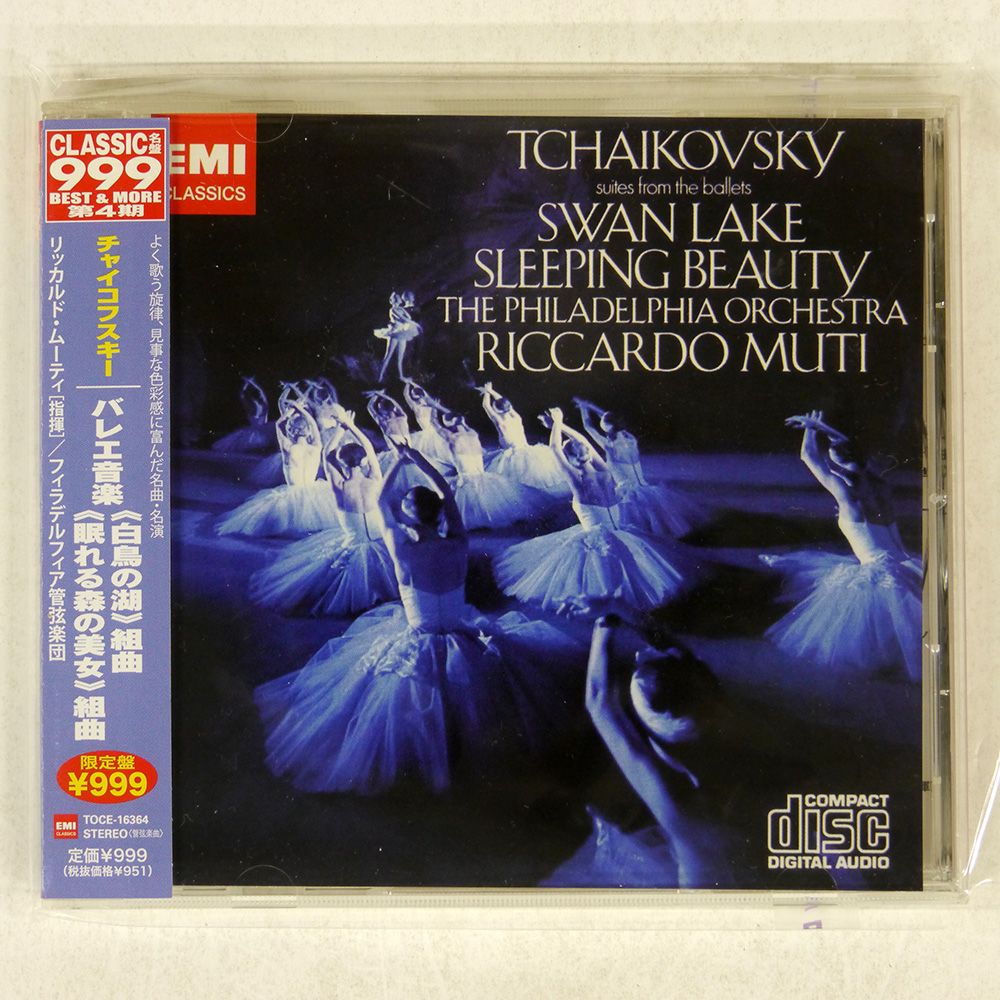 CLASSIC名盤
999
BEST & MORE
第4期
よく歌う旋律、見事な色彩感に富んだ名曲・名演
チャイコフスキー
バレエ音楽《白鳥の湖》組曲
《眠れる森の美女》組曲
リッカルド・ムーティ[指揮]／フィラデルフィア管弦楽団
限定盤
¥999
EMI
CLASSICS
TOCE-16364
STEREO〈管弦楽曲〉
定価¥999
(税抜価格¥951)
EMI
CLASSICS
TCHAIKOVSKY
suites from the ballets
SWAN LAKE
SLEEPING BEAUTY
THE PHILADELPHIA ORCHESTRA
RICCARDO MUTI
COMPACT
disc
DIGITAL AUDIO